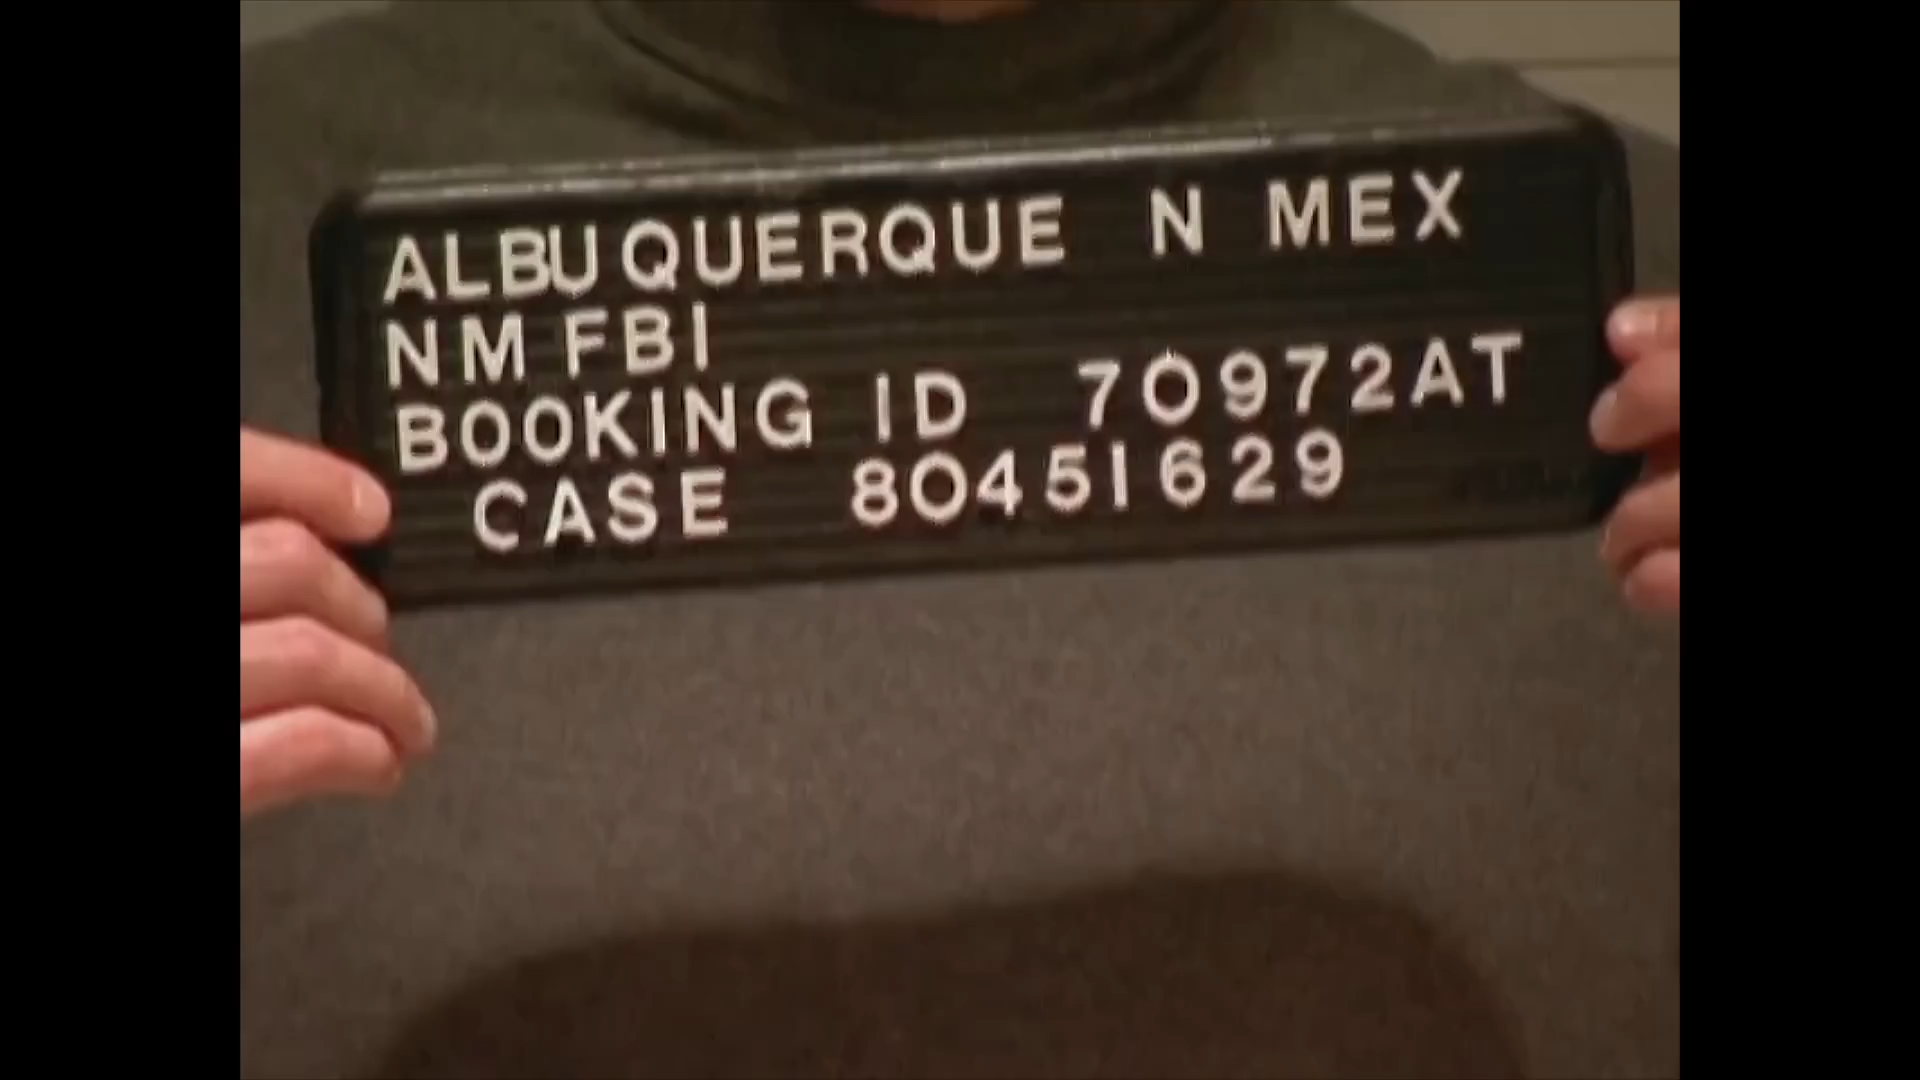 ALBUQUERQUE N MEX
NM FBI
BOOKING ID 70972AT
CASE 80451629